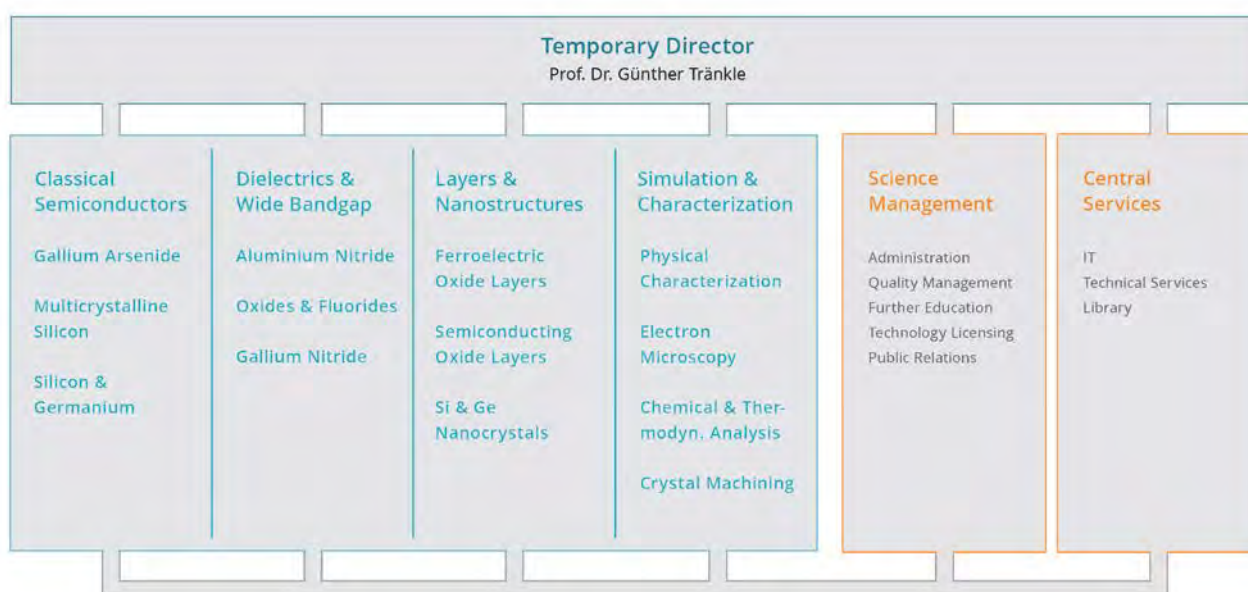 Temporary Director
Prof. Dr. Günther Tränkle
Classical
Semiconductors
Gallium Arsenide
Multicrystalline
Silicon
Silicon &
Germanium
Dielectrics &
Wide Bandgap
Aluminium Nitride
Oxides & Fluorides
Gallium Nitride
Layers &
Nanostructures
Ferroelectric
Oxide Layers
Semiconducting
Oxide Layers
Si & Ge
Nanocrystals
Simulation &
Characterization
Physical
Characterization
Electron
Microscopy
Chemical & Ther-
modyn. Analysis
Crystal Machining
Science
Management
Administration
Quality Management
Further Education
Technology Licensing
Public Relations
Central
Services
IT
Technical Services
Library